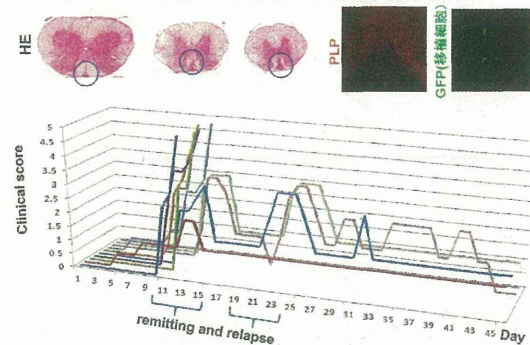 HE
PLP
GFP(移植細胞)
Clinical score
5
4.5
4
3.5
3
2.5
2
1.5
1
0.5
0
1 3 5 7 9 11 13 15 17 19 21 23 25 27 29 31 33 35 37 39 41 43 45 Day
remitting and relapse